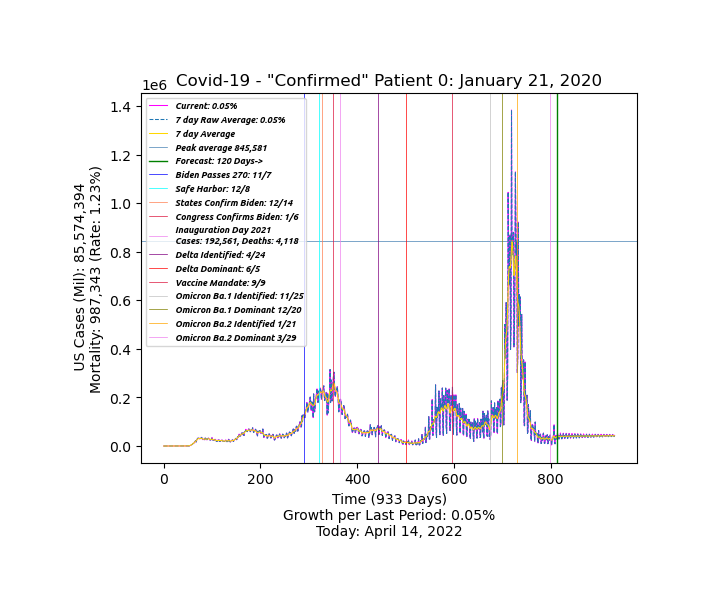 Covid-19 - "Confirmed" Patient 0: January 21, 2020
1e6
1.4
1.2
1.0
0.8
0.6
0.4
0.2
0.0
US Cases (Mil): 85,574,394
Mortality: 987,343 (Rate: 1.23%)
Current: 0.05%
7 day Raw Average: 0.05%
7 day Average
Peak average 845,581
Forecast: 120 Days->
Biden Passes 270: 11/7
Safe Harbor: 12/8
States Confirm Biden: 12/14
Congress Confirms Biden: 1/6
Inauguration Day 2021
Cases: 192,561, Deaths: 4,118
Delta Identified: 4/24
Delta Dominant: 6/5
Vaccine Mandate: 9/9
Omicron Ba.1 Identified: 11/25
Omicron Ba.1 Dominant 12/20
Omicron Ba.2 Identified 1/21
Omicron Ba.2 Dominant 3/29
0 200 400 600 800
Time (933 Days)
Growth per Last Period: 0.05%
Today: April 14, 2022